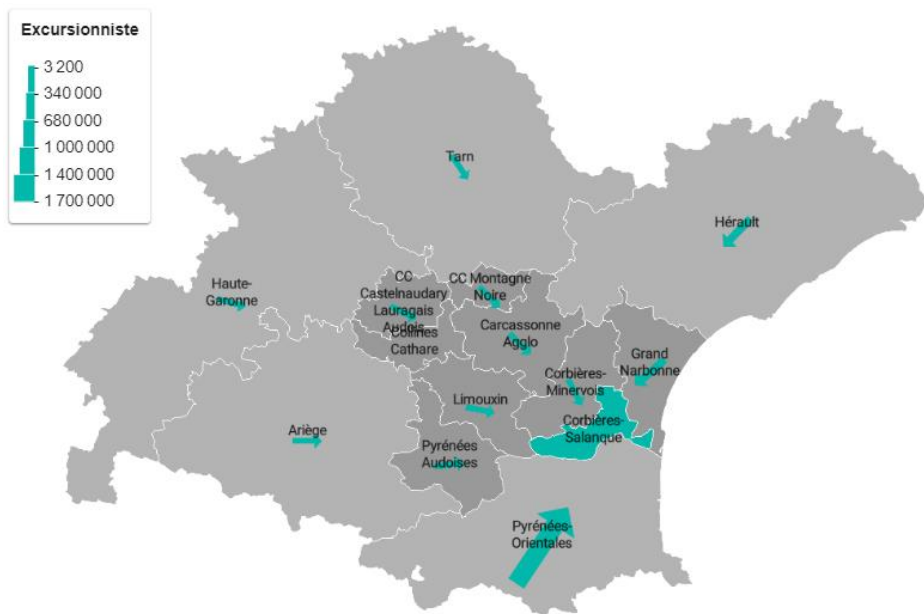 Excursionniste
3 200
340 000
680 000
1 000 000
1 400 000
1 700 000
Tarn
Hérault
Haute-
Garonne
CC
Castelnaudary
Lauragais
Audois
Collines
Cathare
CC Montagne
Noire
Carcassonne
Agglo
Grand
Narbonne
Corbières-
Minervois
Limouxin
Corbières-
Salanque
Ariège
Pyrénées
Audoises
Pyrénées-
Orientales